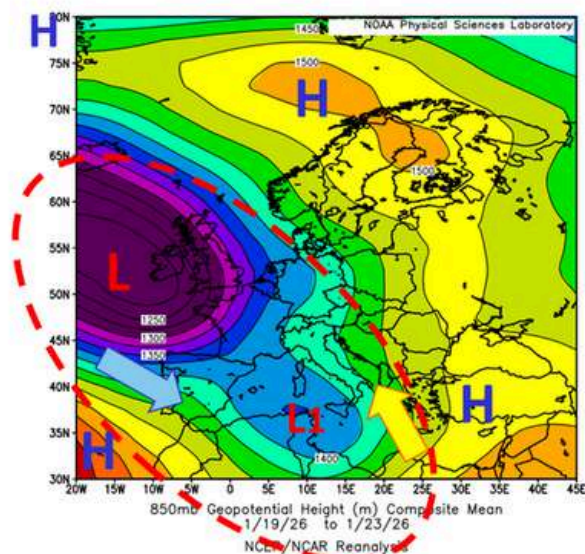 NOAA Physical Sciences Laboratory
H
80N
75N
70N
65N
60N
55N
50N
45N
40N
35N
30N
1450
1500
H
1500
L
1250
1300
1350
L1
H
H
1400
20W 15W 10W 5W 0 5E 10E 15E 20E 25E 30E 35E 40E 45E
850mb Geopotential Height (m) Composite Mean
1/19/26 to 1/23/26
NCEP/NCAR Reanalysis